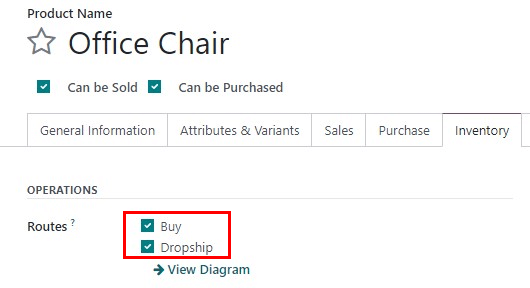 Product Name
Office Chair
Can be Sold Can be Purchased
General Information Attributes & Variants Sales Purchase Inventory
OPERATIONS
Routes ? Buy
Dropship
View Diagram